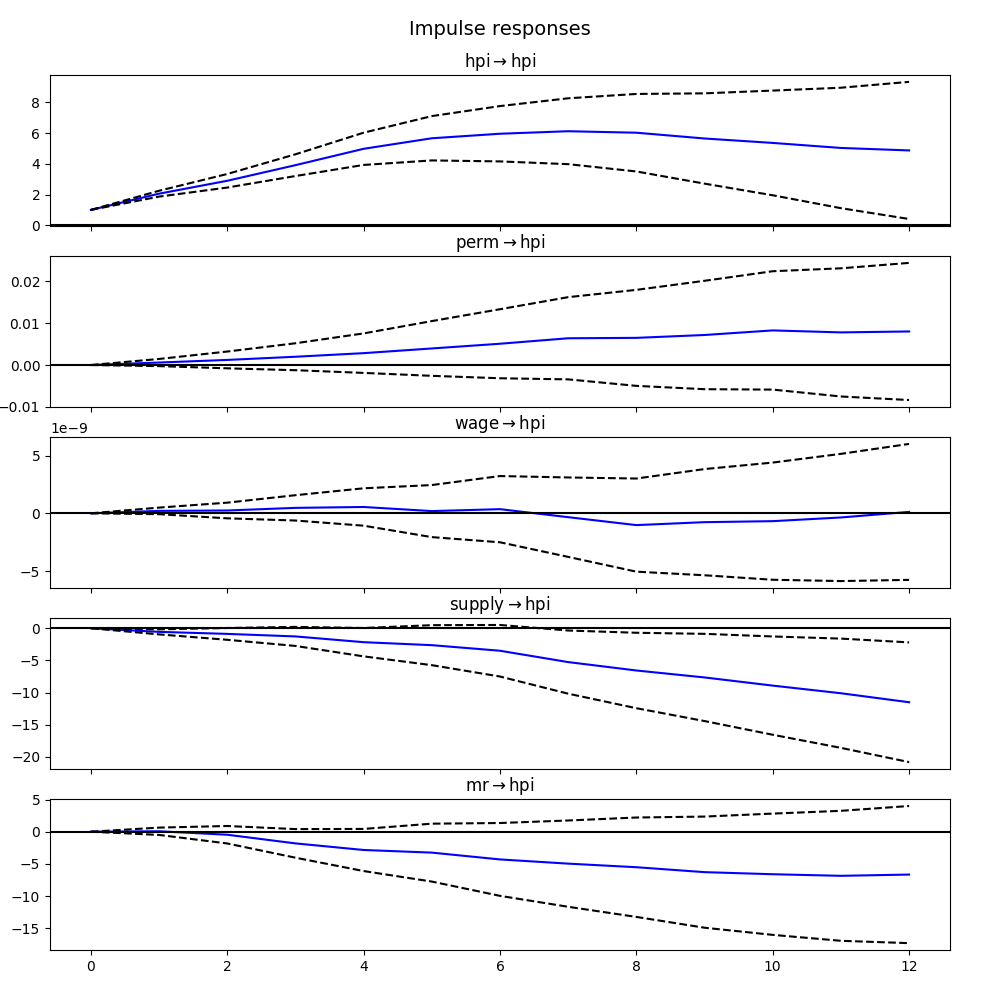 Impulse responses
hpi → hpi
8
6
4
2
0
perm → hpi
0.02
0.01
0.00
−0.01
wage → hpi
1e−9
5
0
−5
supply → hpi
0
−5
−10
−15
−20
mr → hpi
5
0
−5
−10
−15
0 2 4 6 8 10 12